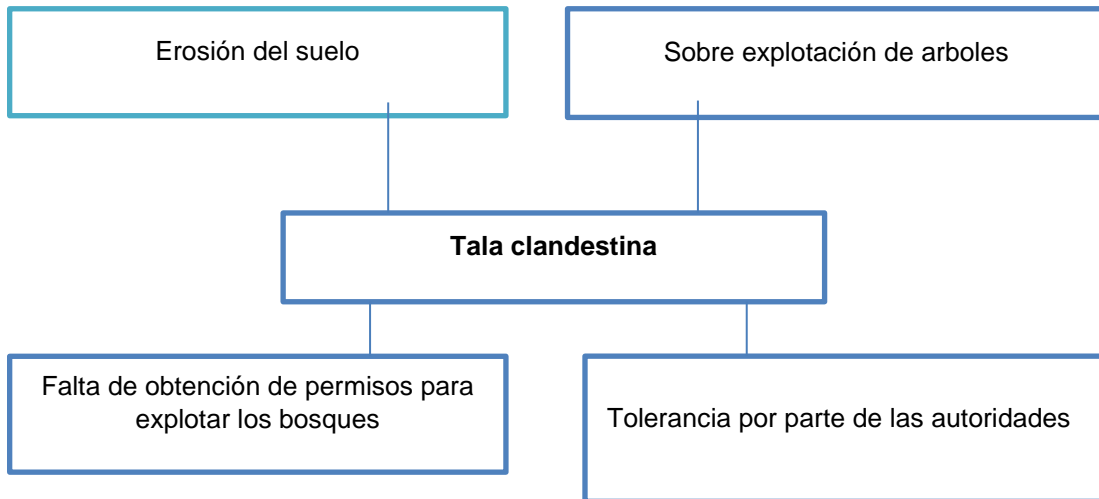 Erosión del suelo
Sobre explotación de arboles
Tala clandestina
Falta de obtención de permisos para
explotar los bosques
Tolerancia por parte de las autoridades